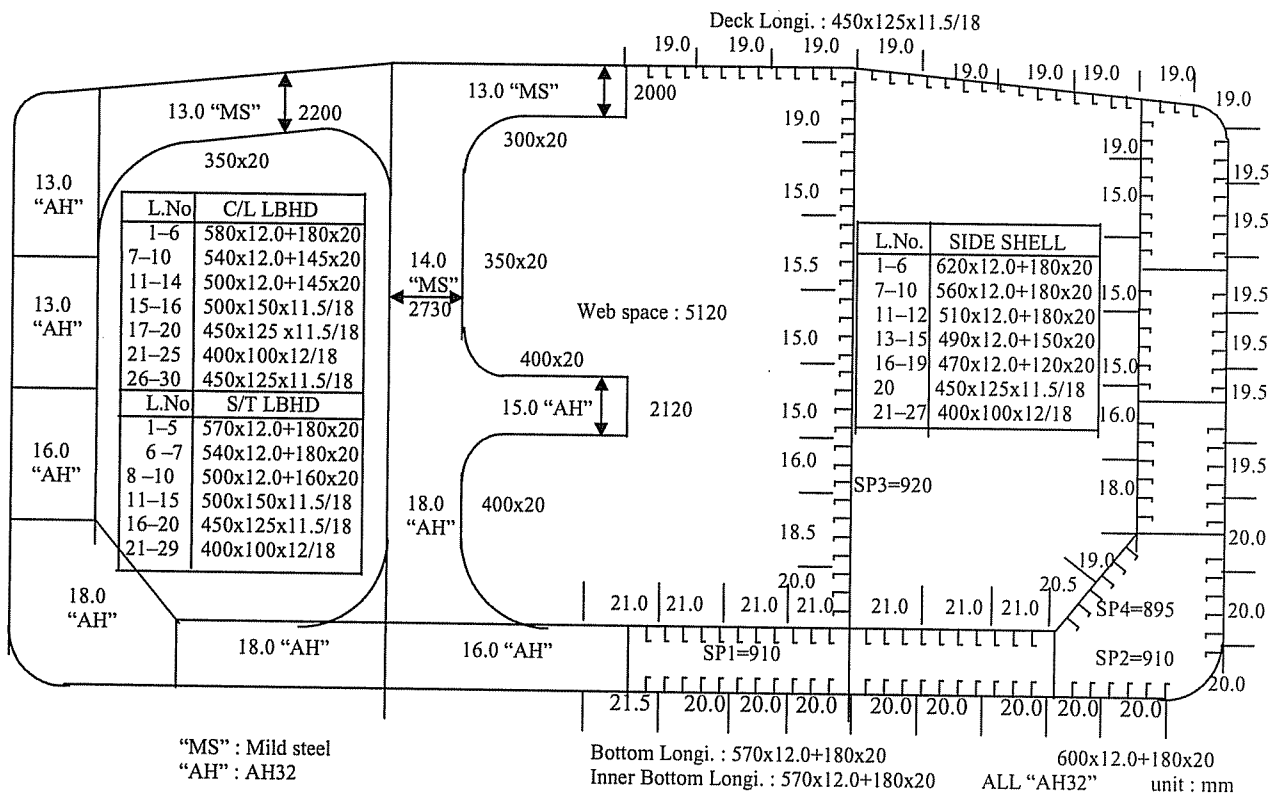 Deck Longi. : 450x125x11.5/18
19.0 19.0 19.0 19.0
19.0 19.0 19.0 19.0
19.0
13.0 “MS” 2200
13.0 “MS” 2000
350x20
300x20
19.0
19.0
13.0
“AH”
15.0
15.0
19.5
19.5
L.No C/L LBHD
1–6 580x12.0+180x20
7–10 540x12.0+145x20
11–14 500x12.0+145x20
15–16 500x150x11.5/18
17–20 450x125 x11.5/18
21–25 400x100x12/18
26–30 450x125x11.5/18
L.No S/T LBHD
1–5 570x12.0+180x20
6–7 540x12.0+180x20
8–10 500x12.0+160x20
11–15 500x150x11.5/18
16–20 450x125x11.5/18
21–29 400x100x12/18
14.0
“MS”
2730
350x20
15.5
Web space : 5120
L.No. SIDE SHELL
1–6 620x12.0+180x20
7–10 560x12.0+180x20
11–12 510x12.0+180x20
13–15 490x12.0+150x20
16–19 470x12.0+120x20
20 450x125x11.5/18
21–27 400x100x12/18
13.0
“AH”
15.0
15.0
19.5
19.5
400x20
15.0
19.5
15.0 “AH” 2120
15.0
16.0
16.0
“AH”
16.0
19.5
18.0
“AH”
400x20
SP3=920
18.0
18.5
20.0
18.0
“AH”
20.0
19.0
20.5
21.0 21.0 21.0 21.0 21.0 21.0 21.0
SP4=895
20.0
18.0 “AH”
16.0 “AH”
SP1=910
SP2=910
20.0
21.5 20.0 20.0 20.0 20.0 20.0 20.0 20.0 20.0
“MS” : Mild steel
“AH” : AH32
Bottom Longi. : 570x12.0+180x20
600x12.0+180x20
Inner Bottom Longi. : 570x12.0+180x20
ALL “AH32”
unit : mm